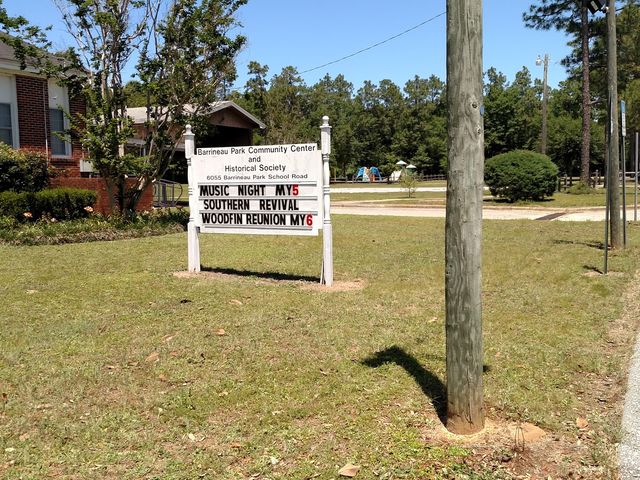 Barrineau Park Community Center
and
Historical Society
6055 Barrineau Park School Road
MUSIC NIGHT MY5
SOUTHERN REVIVAL
WOODFIN REUNION MY6